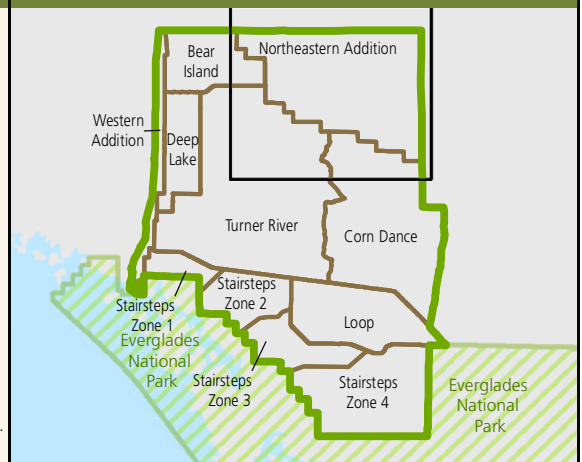 Bear
Island
Northeastern Addition
Western
Addition
Deep
Lake
Turner River
Corn Dance
Stairsteps
Zone 2
Stairsteps
Zone 1
Loop
Everglades
National
Park
Stairsteps
Zone 3
Stairsteps
Zone 4
Everglades
National
Park
.